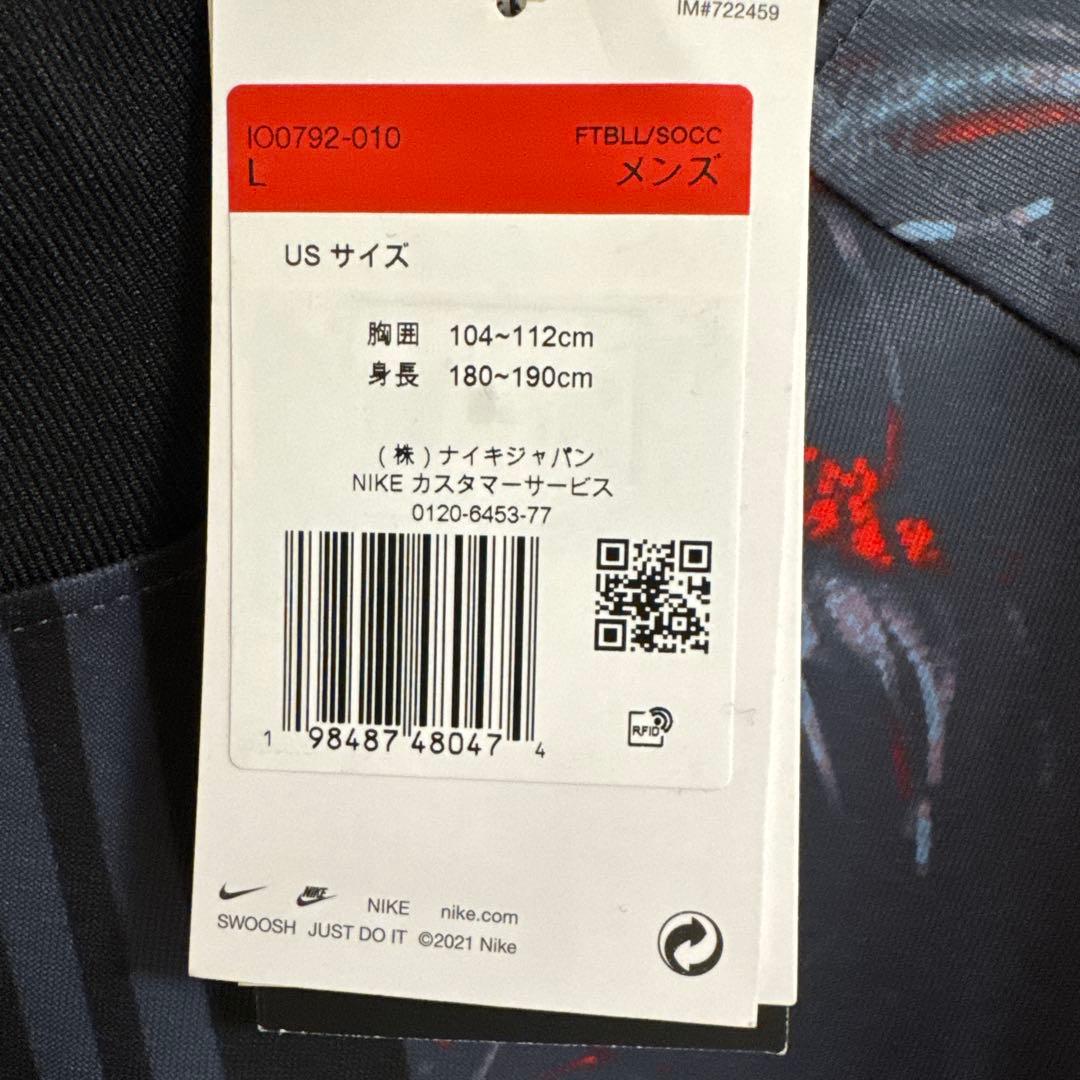 IM#722459
IO0792-010 FTBLL/SOCC
L メンズ
US サイズ
胸囲 104~112cm
身長 180~190cm
(株)ナイキジャパン
NIKE カスタマーサービス
0120-6453-77
1 98487 48047 4
RFID
NIKE NIKE nike.com
SWOOSH JUST DO IT ©2021 Nike